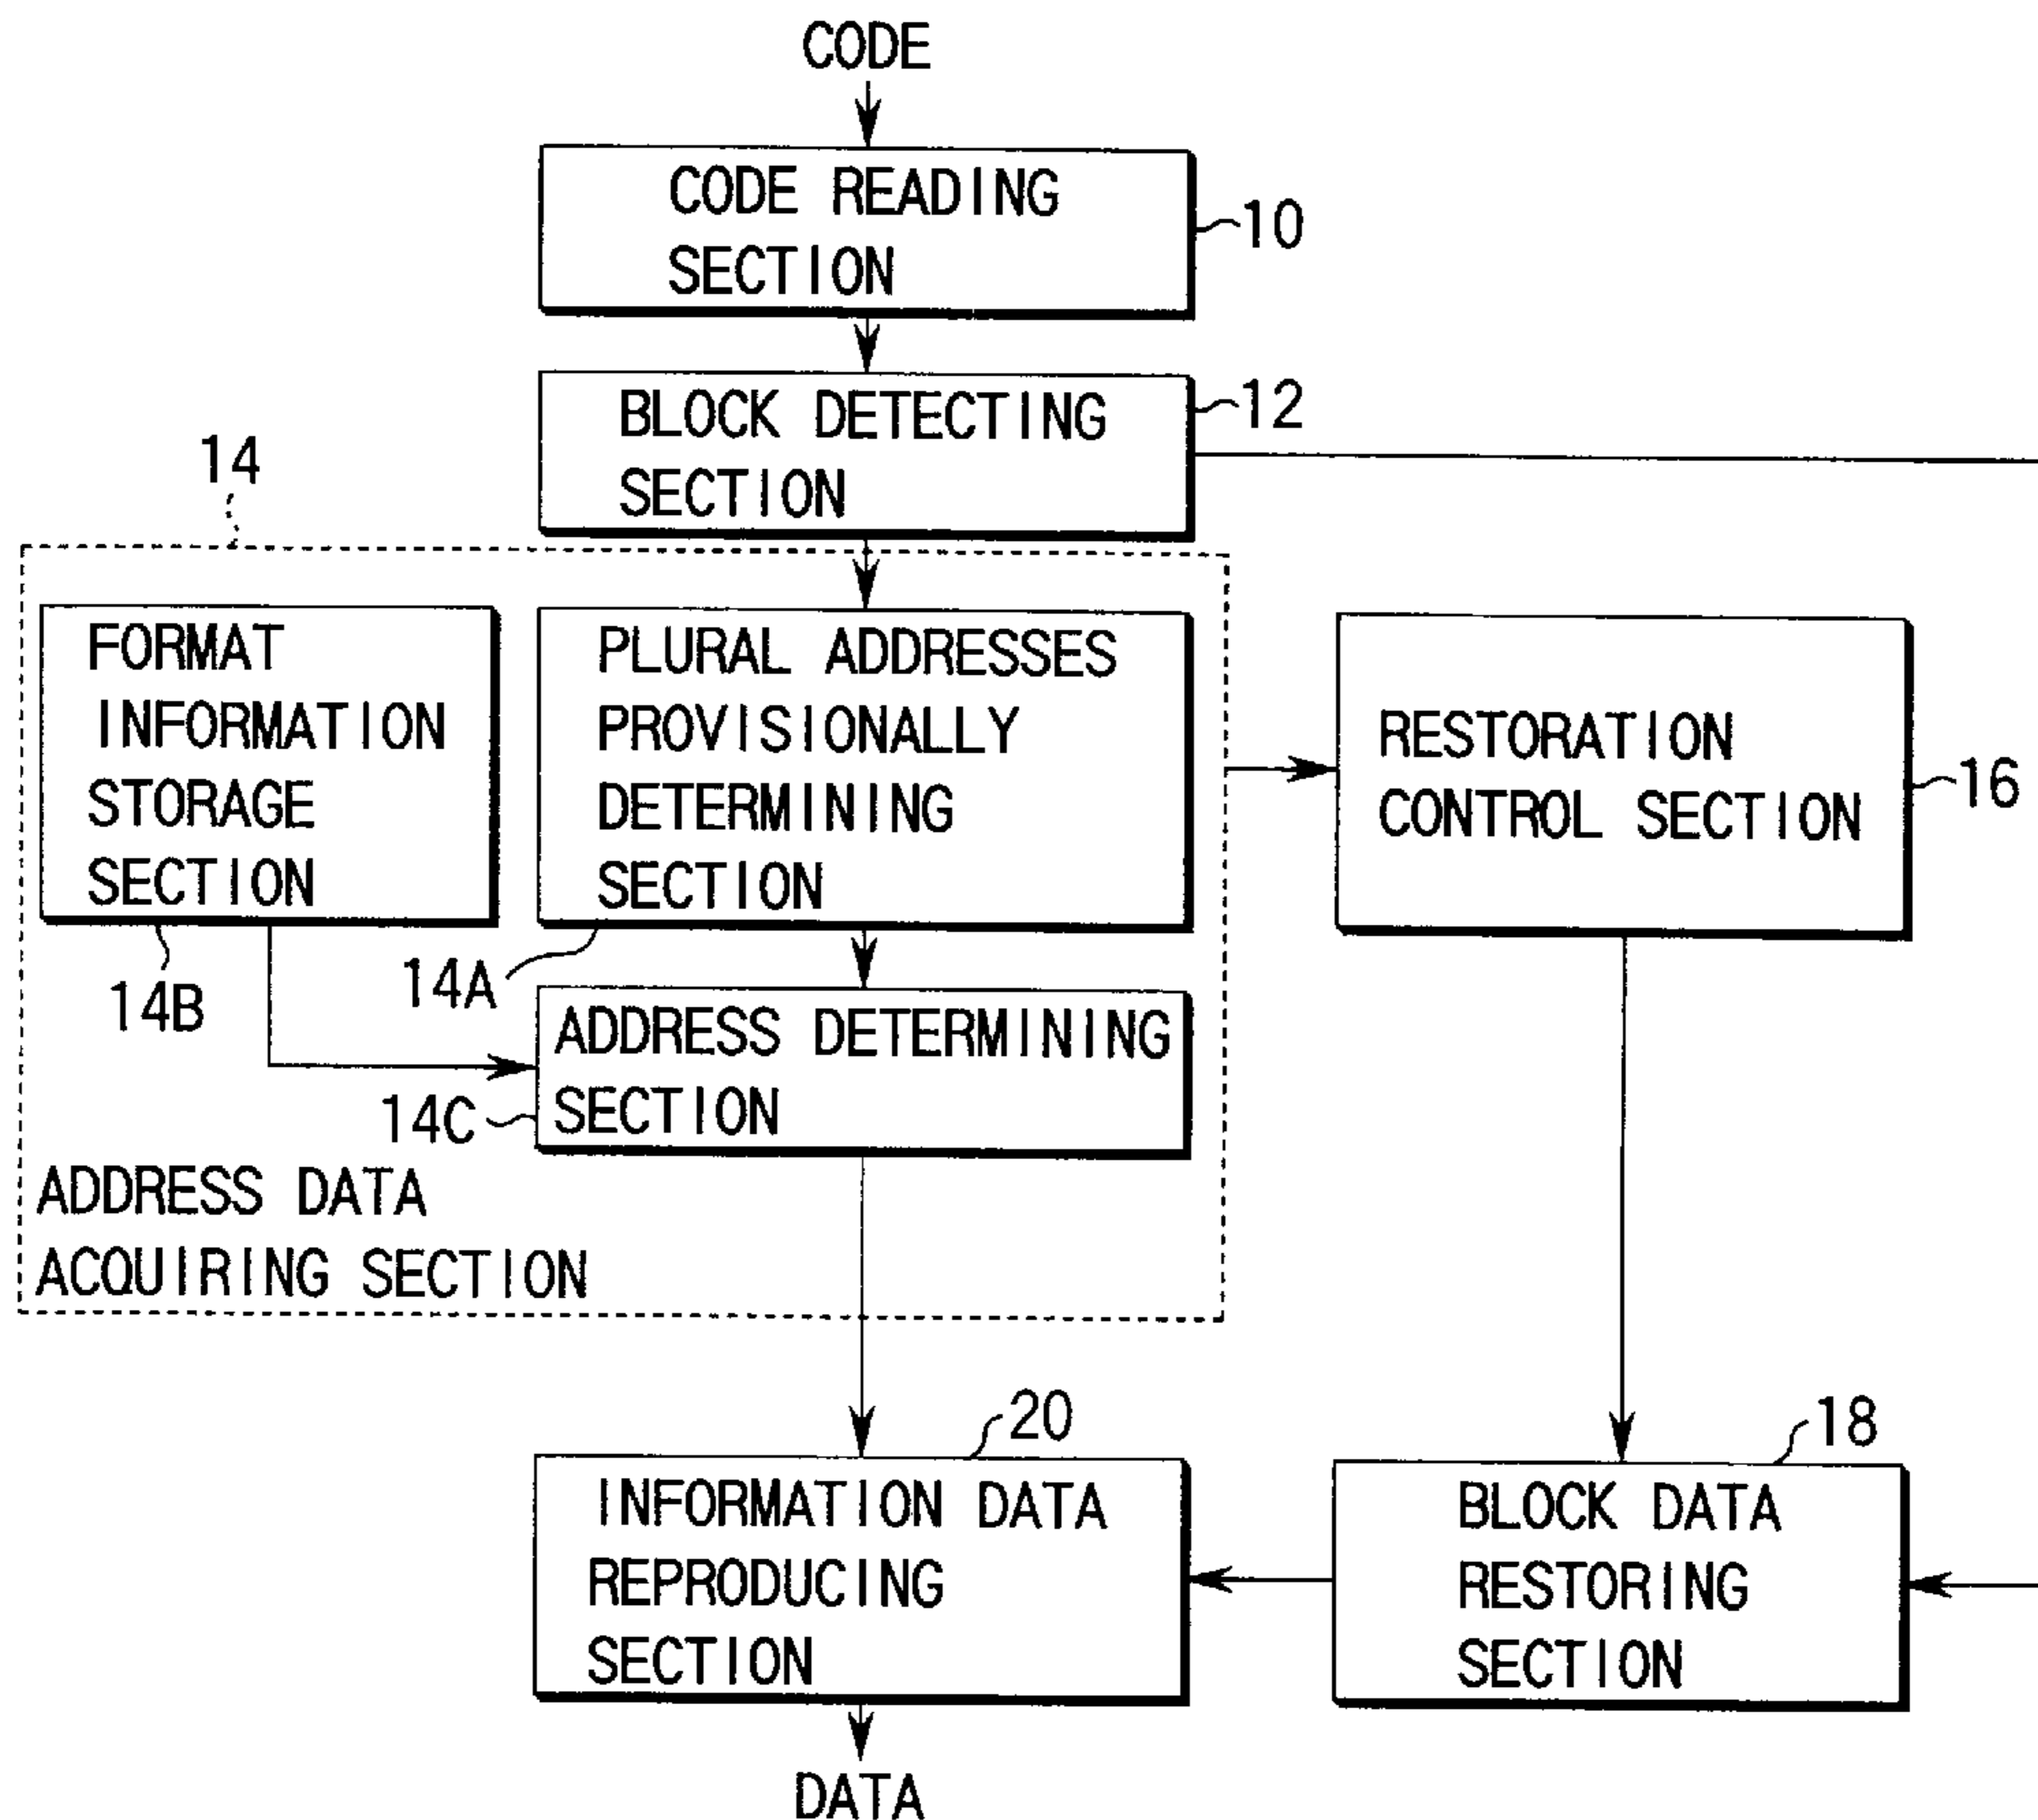 CODE
CODE READING
SECTION
10
BLOCK DETECTING
SECTION
12
14
FORMAT
INFORMATION
STORAGE
SECTION
14B
PLURAL ADDRESSES
PROVISIONALLY
DETERMINING
SECTION
14A
RESTORATION
CONTROL SECTION
16
ADDRESS DETERMINING
SECTION
14C
ADDRESS DATA
ACQUIRING SECTION
20
INFORMATION DATA
REPRODUCING
SECTION
18
BLOCK DATA
RESTORING
SECTION
DATA